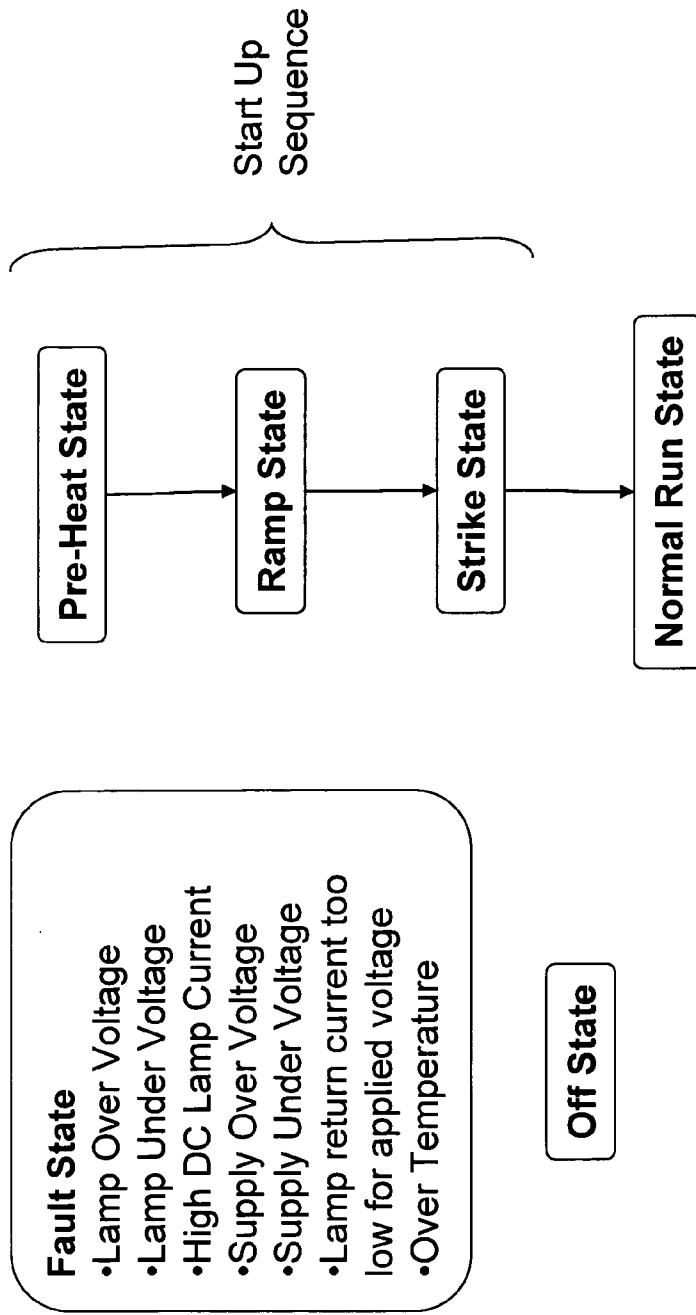 Fault State
•Lamp Over Voltage
•Lamp Under Voltage
•High DC Lamp Current
•Supply Over Voltage
•Supply Under Voltage
•Lamp return current too
low for applied voltage
•Over Temperature
Off State
Pre-Heat State
Ramp State
Strike State
Normal Run State
Start Up
Sequence